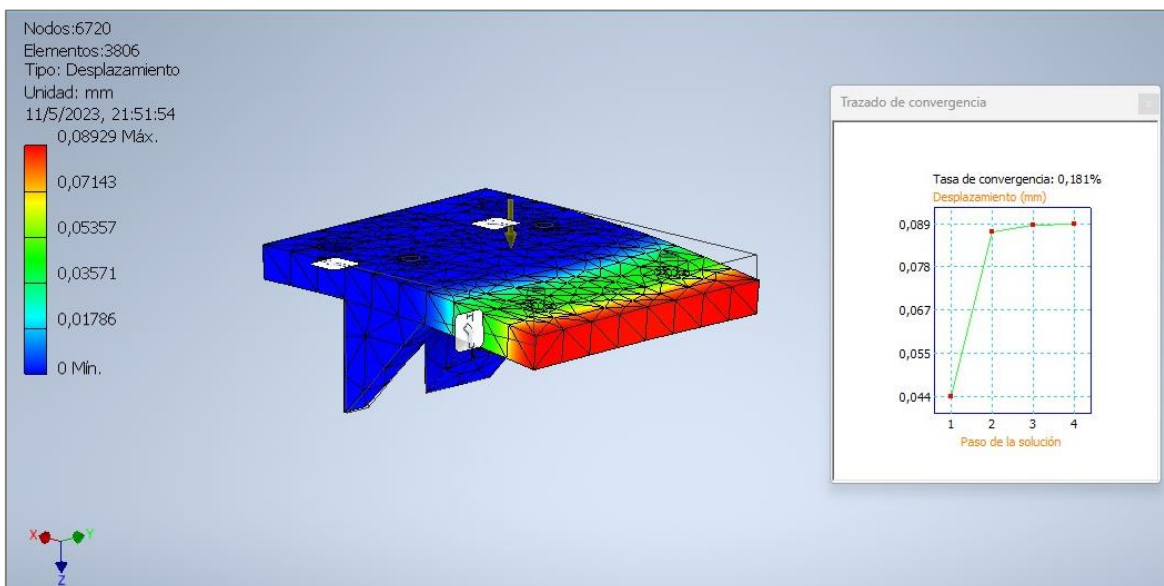 Nodos:6720
Elementos:3806
Tipo: Desplazamiento
Unidad: mm
11/5/2023, 21:51:54
0,08929 Máx.
0,07143
0,05357
0,03571
0,01786
0 Mín.
Trazado de convergencia
x
Tasa de convergencia: 0,181%
Desplazamiento (mm)
0,089
0,078
0,067
0,055
0,044
1 2 3 4
Paso de la solución
X Y
Z